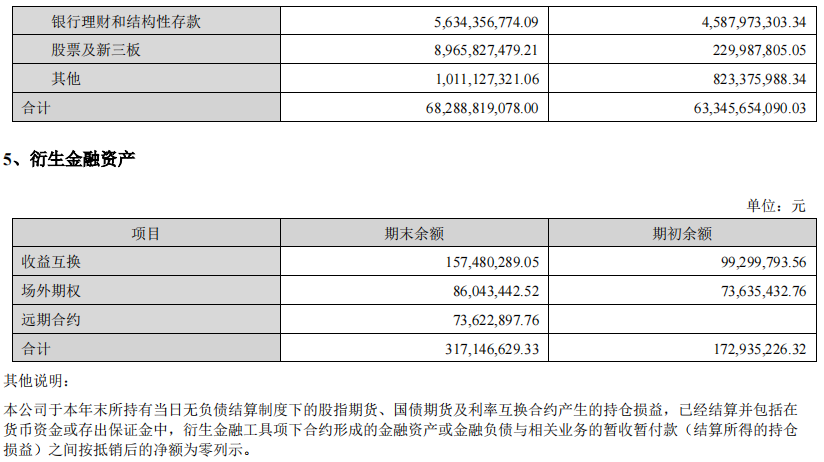 银行理财和结构性存款 5,634,356,774.09 4,587,973,303.34
股票及新三板 8,965,827,479.21 229,987,805.05
其他 1,011,127,321.06 823,375,988.34
合计 68,288,819,078.00 63,345,654,090.03
5、衍生金融资产
单位：元
项目 期末余额 期初余额
收益互换 157,480,289.05 99,299,793.56
场外期权 86,043,442.52 73,635,432.76
远期合约 73,622,897.76
合计 317,146,629.33 172,935,226.32
其他说明：
本公司于本年末所持有当日无负债结算制度下的股指期货、国债期货及利率互换合约产生的持仓损益，已经结算并包括在
货币资金或存出保证金中，衍生金融工具项下合约形成的金融资产或金融负债与相关业务的暂收暂付款（结算所得的持仓
损益）之间按抵销后的净额为零列示。